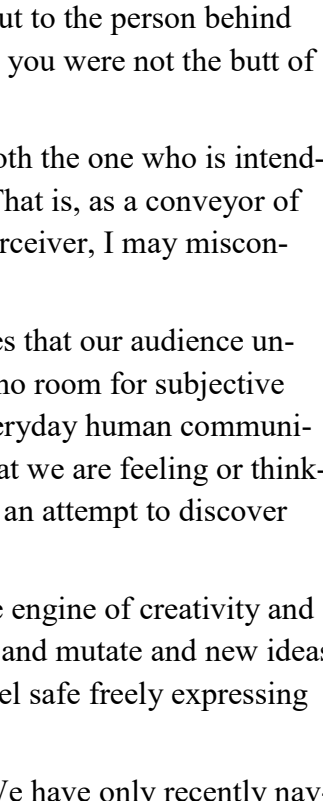 ut to the person behind
you were not the butt of
oth the one who is intend-
That is, as a conveyor of
rceiver, I may miscon-
es that our audience un-
no room for subjective
eryday human communi-
at we are feeling or think-
an attempt to discover
e engine of creativity and
and mutate and new ideas
el safe freely expressing
We have only recently nav-